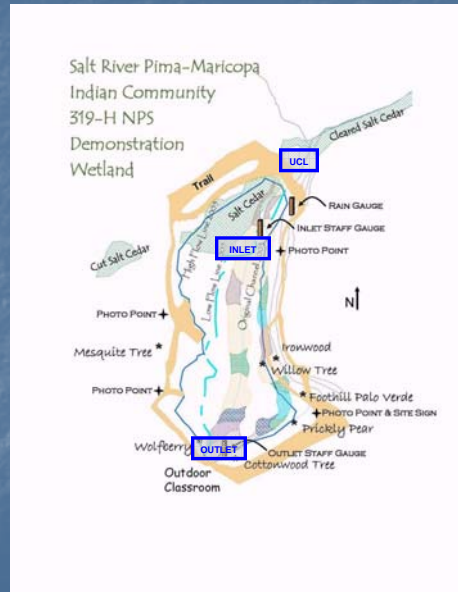 Salt River Pima-Maricopa
Indian Community
319-H NPS
Demonstration
Wetland
Cleared Salt Cedar
UCL
Trail
Salt Cedar
RAIN GAUGE
INLET STAFF GAUGE
INLET
PHOTO POINT
Cut Salt Cedar
High Flow Line 2003
Low Flow Line
Original Channel
N
PHOTO POINT
Ironwood
Mesquite Tree
Willow Tree
PHOTO POINT
Foothill Palo Verde
PHOTO POINT & SITE SIGN
Prickly Pear
Wolfberry
OUTLET
OUTLET STAFF GAUGE
Cottonwood Tree
Outdoor
Classroom